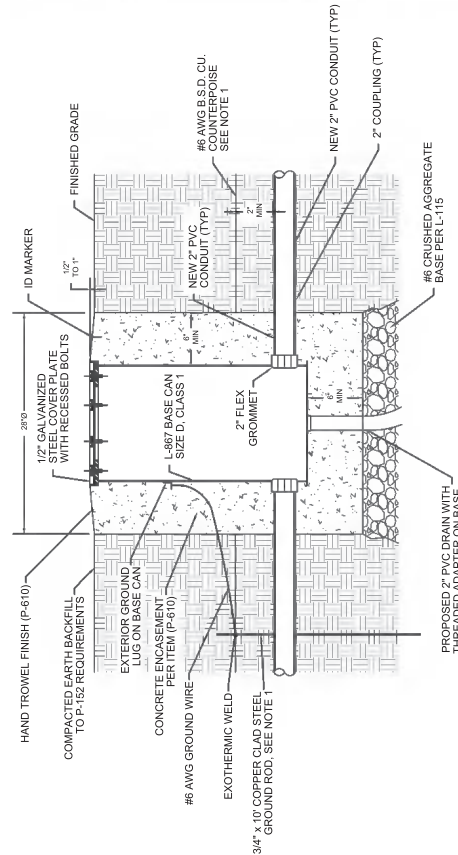 HAND TROWEL FINISH (P-610)
COMPACTED EARTH BACKFILL
TO P-152 REQUIREMENTS
EXTERIOR GROUND
LUG ON BASE CAN
CONCRETE ENCASEMENT
PER ITEM (P-610)
#6 AWG GROUND WIRE
EXOTHERMIC WELD
3/4" x 10' COPPER CLAD STEEL
GROUND ROD, SEE NOTE 1
1/2" GALVANIZED
STEEL COVER PLATE
WITH RECESSED BOLTS
28"Ø
L-867 BASE CAN
SIZE D, CLASS 1
2" FLEX
GROMMET
6"
MIN
6"
MIN
PROPOSED 2" PVC DRAIN WITH
THREADED ADAPTER ON BASE
ID MARKER
1/2"
TO 1"
FINISHED GRADE
NEW 2" PVC
CONDUIT (TYP)
#6 AWG B.S.D. CU.
COUNTERPOISE
SEE NOTE 1
2"
MIN
NEW 2" PVC CONDUIT (TYP)
2" COUPLING (TYP)
#6 CRUSHED AGGREGATE
BASE PER L-115